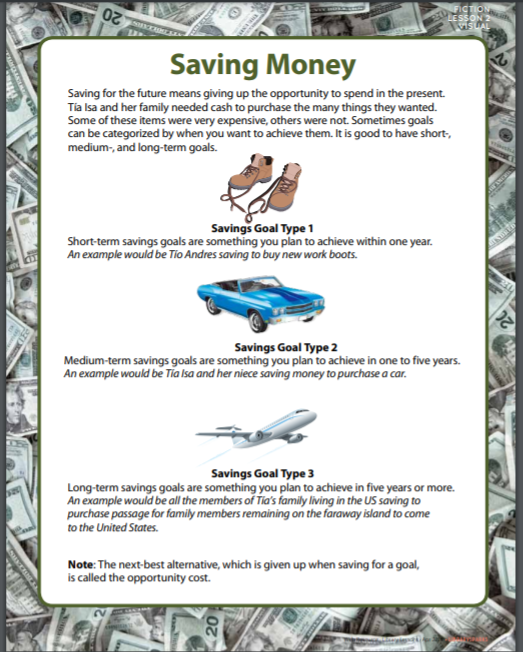 FICTION
LESSON 2
VISUAL
Saving Money
Saving for the future means giving up the opportunity to spend in the present.
Tía Isa and her family needed cash to purchase the many things they wanted.
Some of these items were very expensive, others were not. Sometimes goals
can be categorized by when you want to achieve them. It is good to have short-,
medium-, and long-term goals.
Savings Goal Type 1
Short-term savings goals are something you plan to achieve within one year.
An example would be Tío Andres saving to buy new work boots.
Savings Goal Type 2
Medium-term savings goals are something you plan to achieve in one to five years.
An example would be Tía Isa and her niece saving money to purchase a car.
Savings Goal Type 3
Long-term savings goals are something you plan to achieve in five years or more.
An example would be all the members of Tía's family living in the US saving to
purchase passage for family members remaining on the faraway island to come
to the United States.
Note: The next-best alternative, which is given up when saving for a goal,
is called the opportunity cost.